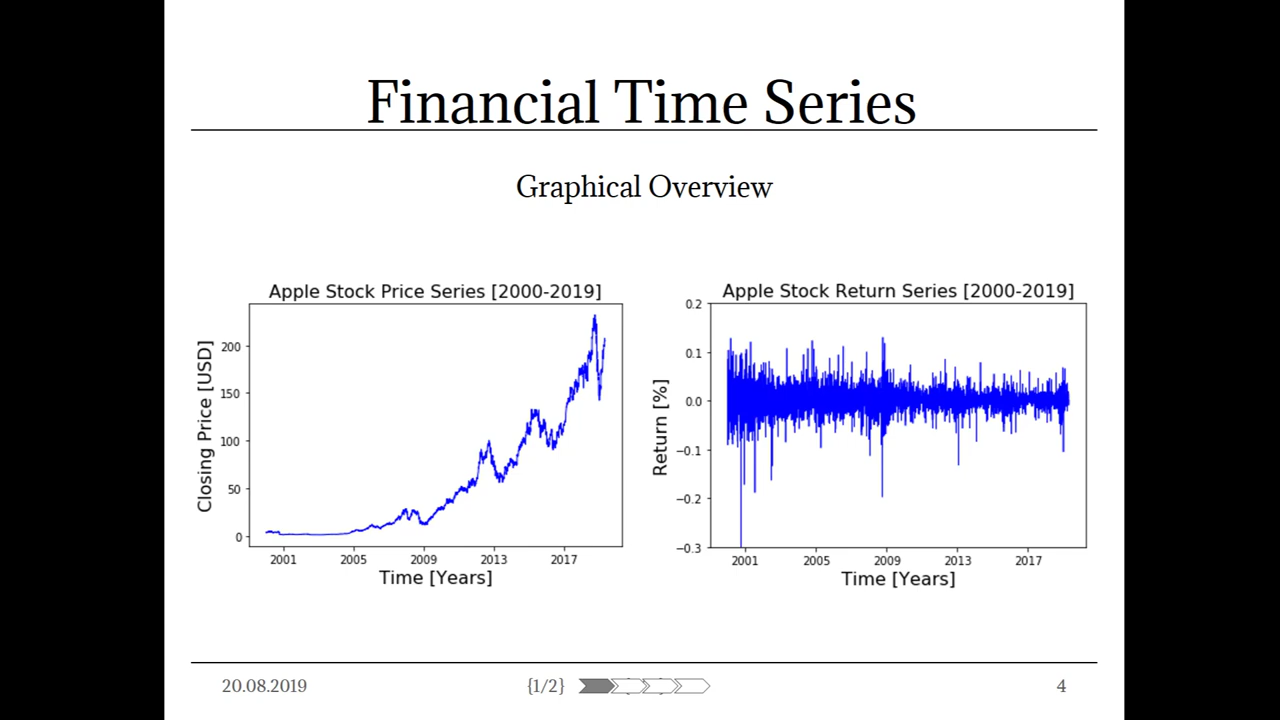 Financial Time Series
Graphical Overview
Apple Stock Price Series [2000-2019]
Closing Price [USD]
200
150
100
50
0
2001 2005 2009 2013 2017
Time [Years]
Apple Stock Return Series [2000-2019]
Return [%]
0.2
0.1
0.0
−0.1
−0.2
−0.3
2001 2005 2009 2013 2017
Time [Years]
20.08.2019 {1/2} 4